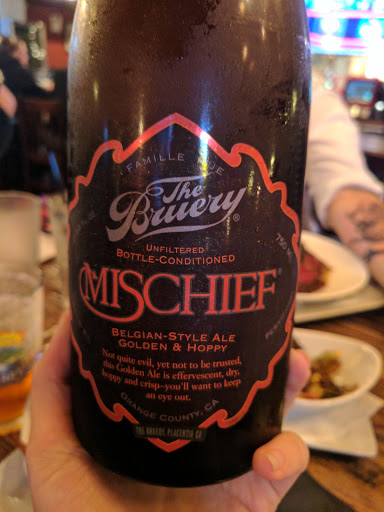 FAMILLE RUE
The
Bruery®
UNFILTERED
BOTTLE-CONDITIONED
MISCHIEF®
BELGIAN-STYLE ALE
GOLDEN & HOPPY
Not quite evil, yet not to be trusted,
this Golden Ale is effervescent, dry,
hoppy and crisp--you'll want to keep
an eye out.
ORANGE COUNTY, CA
THE BRUERY, PLACENTIA CA
750